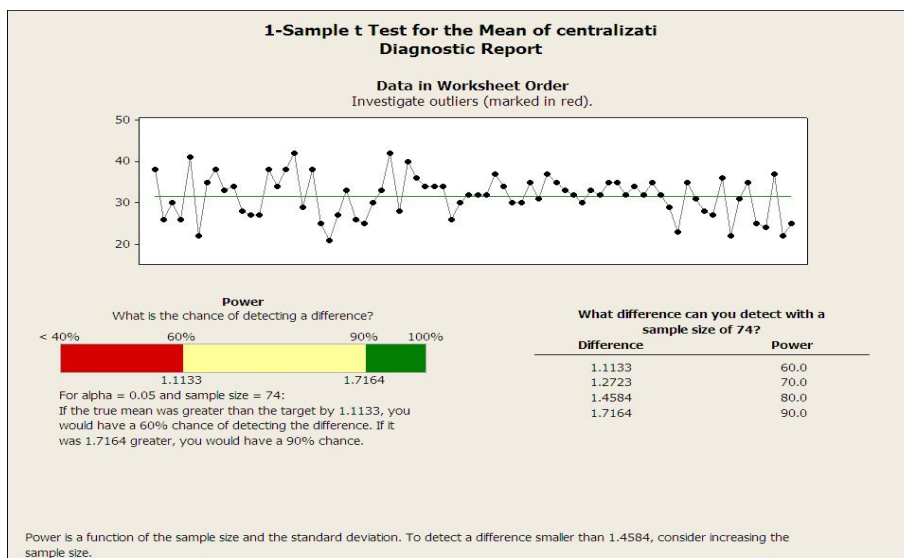 1-Sample t Test for the Mean of centralizati
Diagnostic Report
Data in Worksheet Order
Investigate outliers (marked in red).
50
40
30
20
Power
What is the chance of detecting a difference?
< 40% 60% 90% 100%
1.1133 1.7164
For alpha = 0.05 and sample size = 74:
If the true mean was greater than the target by 1.1133, you
would have a 60% chance of detecting the difference. If it
was 1.7164 greater, you would have a 90% chance.
What difference can you detect with a
sample size of 74?
Difference Power
1.1133 60.0
1.2723 70.0
1.4584 80.0
1.7164 90.0
Power is a function of the sample size and the standard deviation. To detect a difference smaller than 1.4584, consider increasing the
sample size.